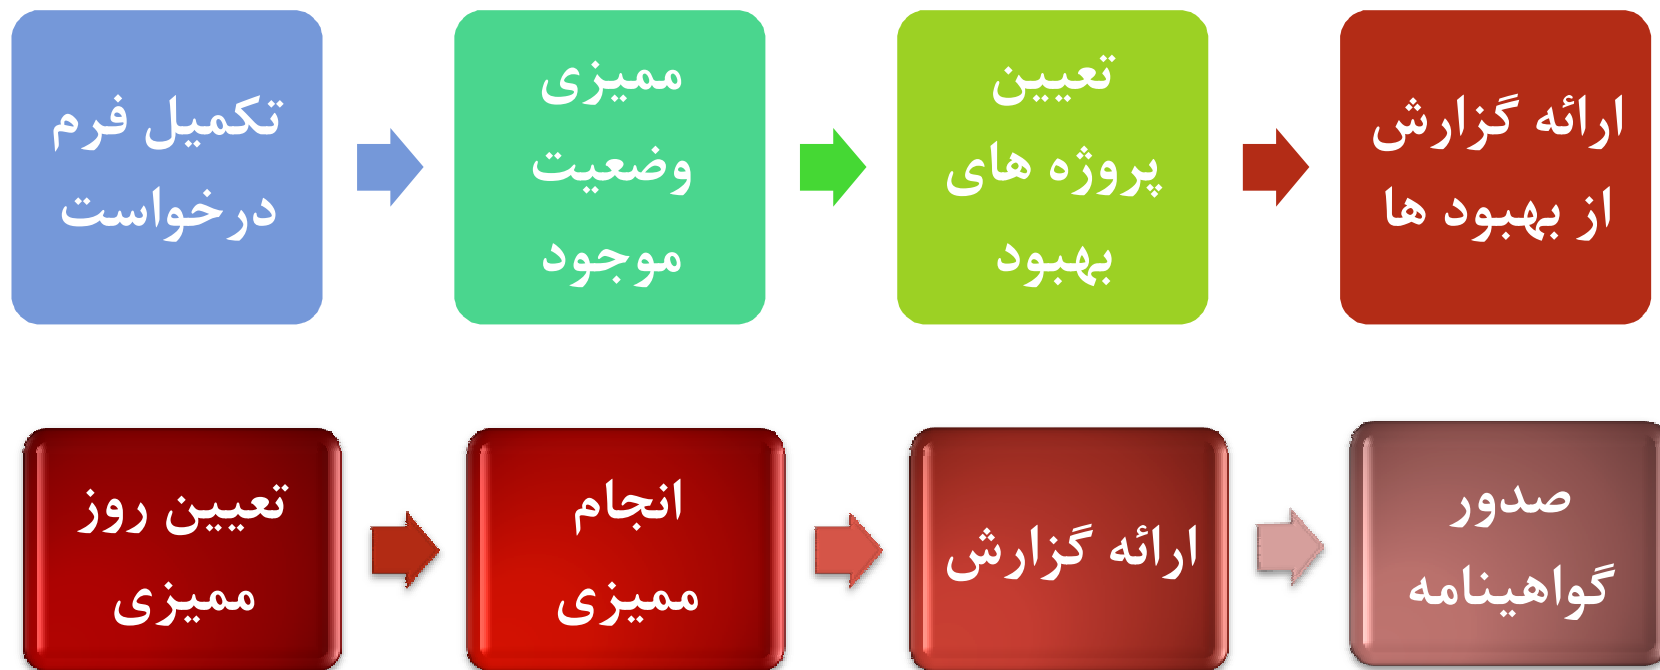 تکمیل فرم
درخواست
ممیزی
وضعیت
موجود
تعیین
پروژه های
بهبود
ارائه گزارش
از بهبود ها
تعیین روز
ممیزی
انجام
ممیزی
ارائه گزارش
صدور
گواهینامه